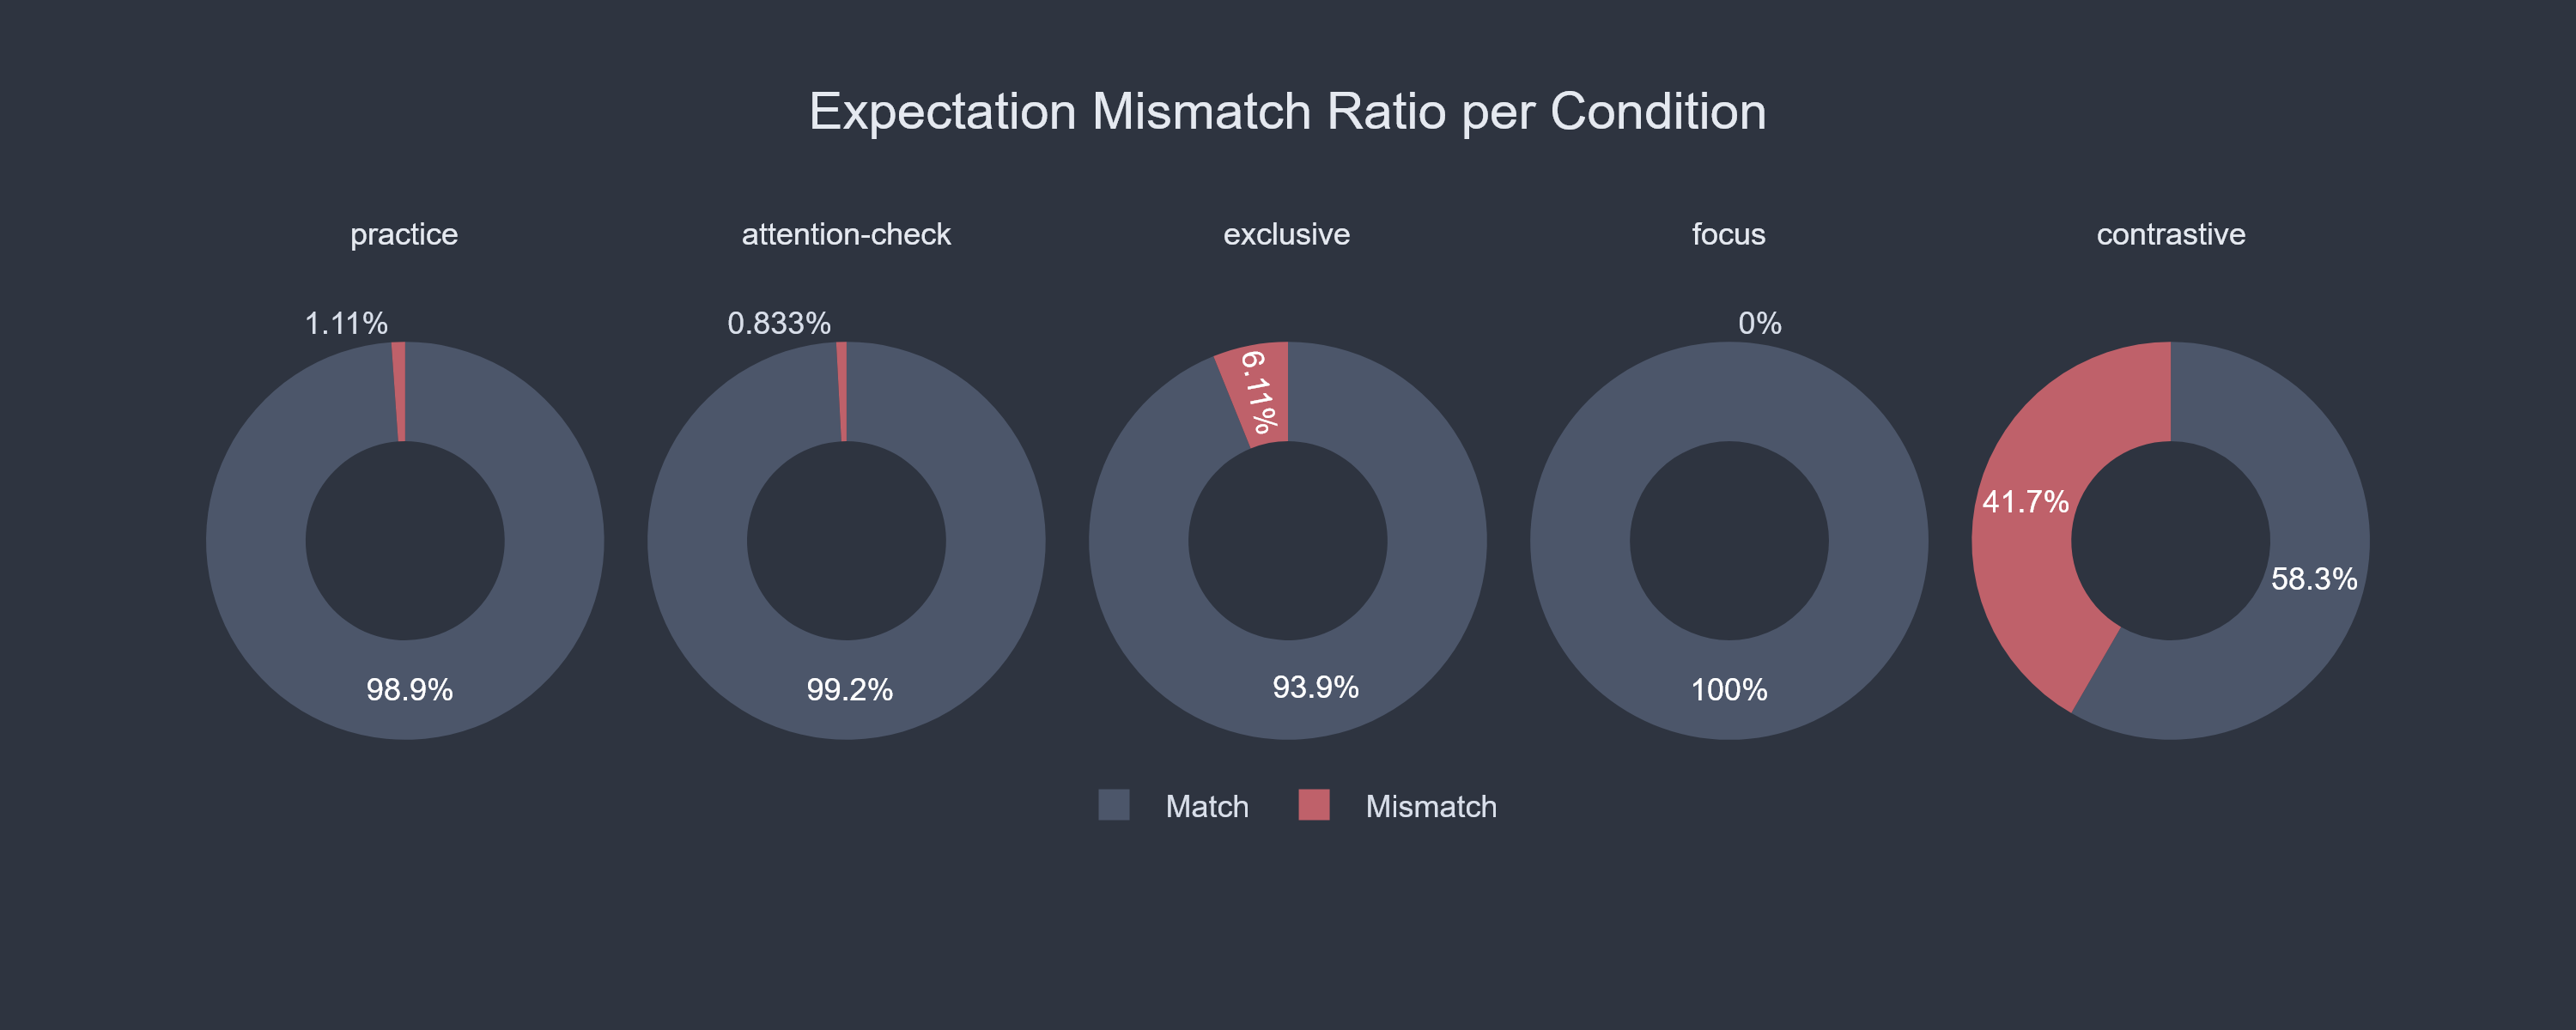 Expectation Mismatch Ratio per Condition
practice
attention-check
exclusive
focus
contrastive
1.11%
98.9%
0.833%
99.2%
6.11%
93.9%
0%
100%
41.7%
58.3%
Match
Mismatch